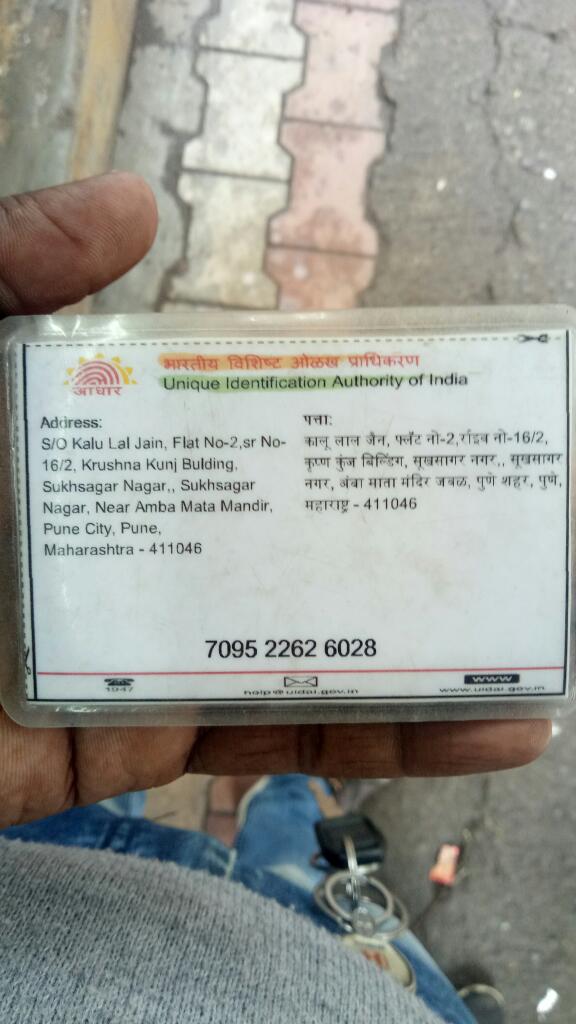 आधार
भारतीय विशिष्ट ओळख प्राधिकरण
Unique Identification Authority of India
Address:
S/O Kalu Lal Jain, Flat No-2,sr No-
16/2, Krushna Kunj Bulding,
Sukhsagar Nagar,, Sukhsagar
Nagar, Near Amba Mata Mandir,
Pune City, Pune,
Maharashtra - 411046
पत्ता:
कालू लाल जैन, फ्लॅट नो-2, नो-16/2,
कृष्ण कुंज बिल्डिंग, सूखसागर नगर,, सूखसागर
नगर, अंबा माता मंदिर जवळ, पुणे शहर, पुणे,
महाराष्ट्र - 411046
7095 2262 6028
1947
help@uidai.gov.in
WWW
www.uidai.gov.in